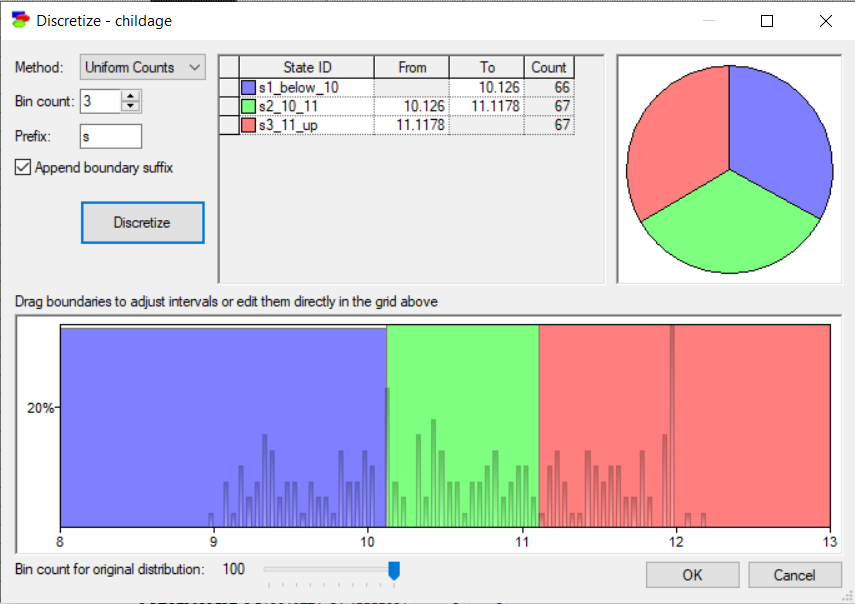 Discretize - childage
Method: Uniform Counts
Bin count: 3
Prefix: s
Append boundary suffix
Discretize
State ID From To Count
s1_below_10 10.126 66
s2_10_11 10.126 11.1178 67
s3_11_up 11.1178 67
Drag boundaries to adjust intervals or edit them directly in the grid above
20%
8 9 10 11 12 13
Bin count for original distribution: 100
OK Cancel